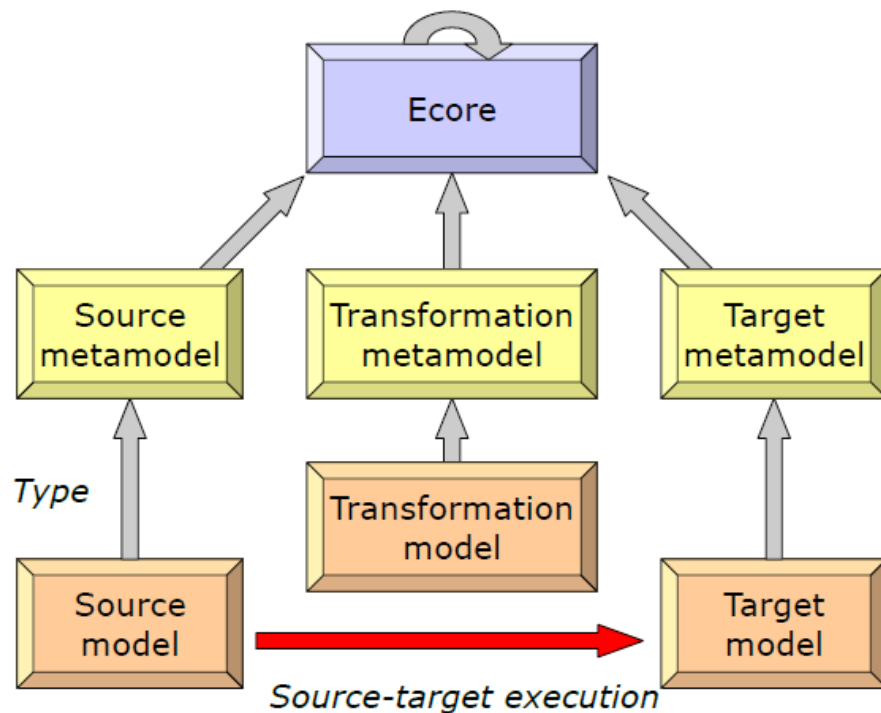 Ecore
Source
metamodel
Transformation
metamodel
Target
metamodel
Type
Transformation
model
Source
model
Target
model
Source-target execution